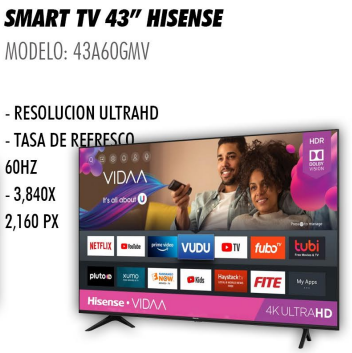 SMART TV 43” HISENSE
MODELO: 43A60GMV
- RESOLUCION ULTRAHD
- TASA DE REFRESCO
60HZ
- 3,840X
2,160 PX
HDR
DOLBY
VISION
VIDAA
It's all about U
NETFLIX
YouTube
prime video
VUDU
TV
fubo
tubi
pluto
xumo
NEWS
Kids
Haystack
FITE
My Apps
Hisense • VIDAA
4K ULTRAHD